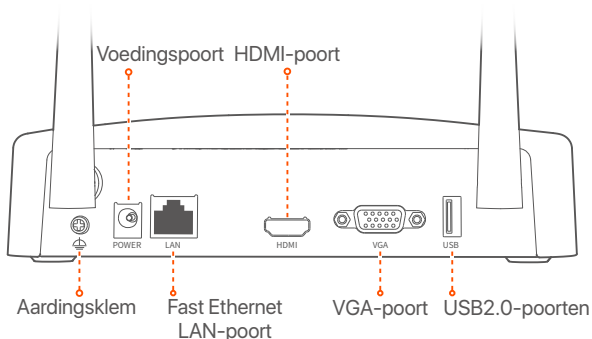 Voedingspoort HDMI-poort
POWER LAN HDMI VGA USB
Aardingsklem Fast Ethernet VGA-poort USB2.0-poorten
LAN-poort